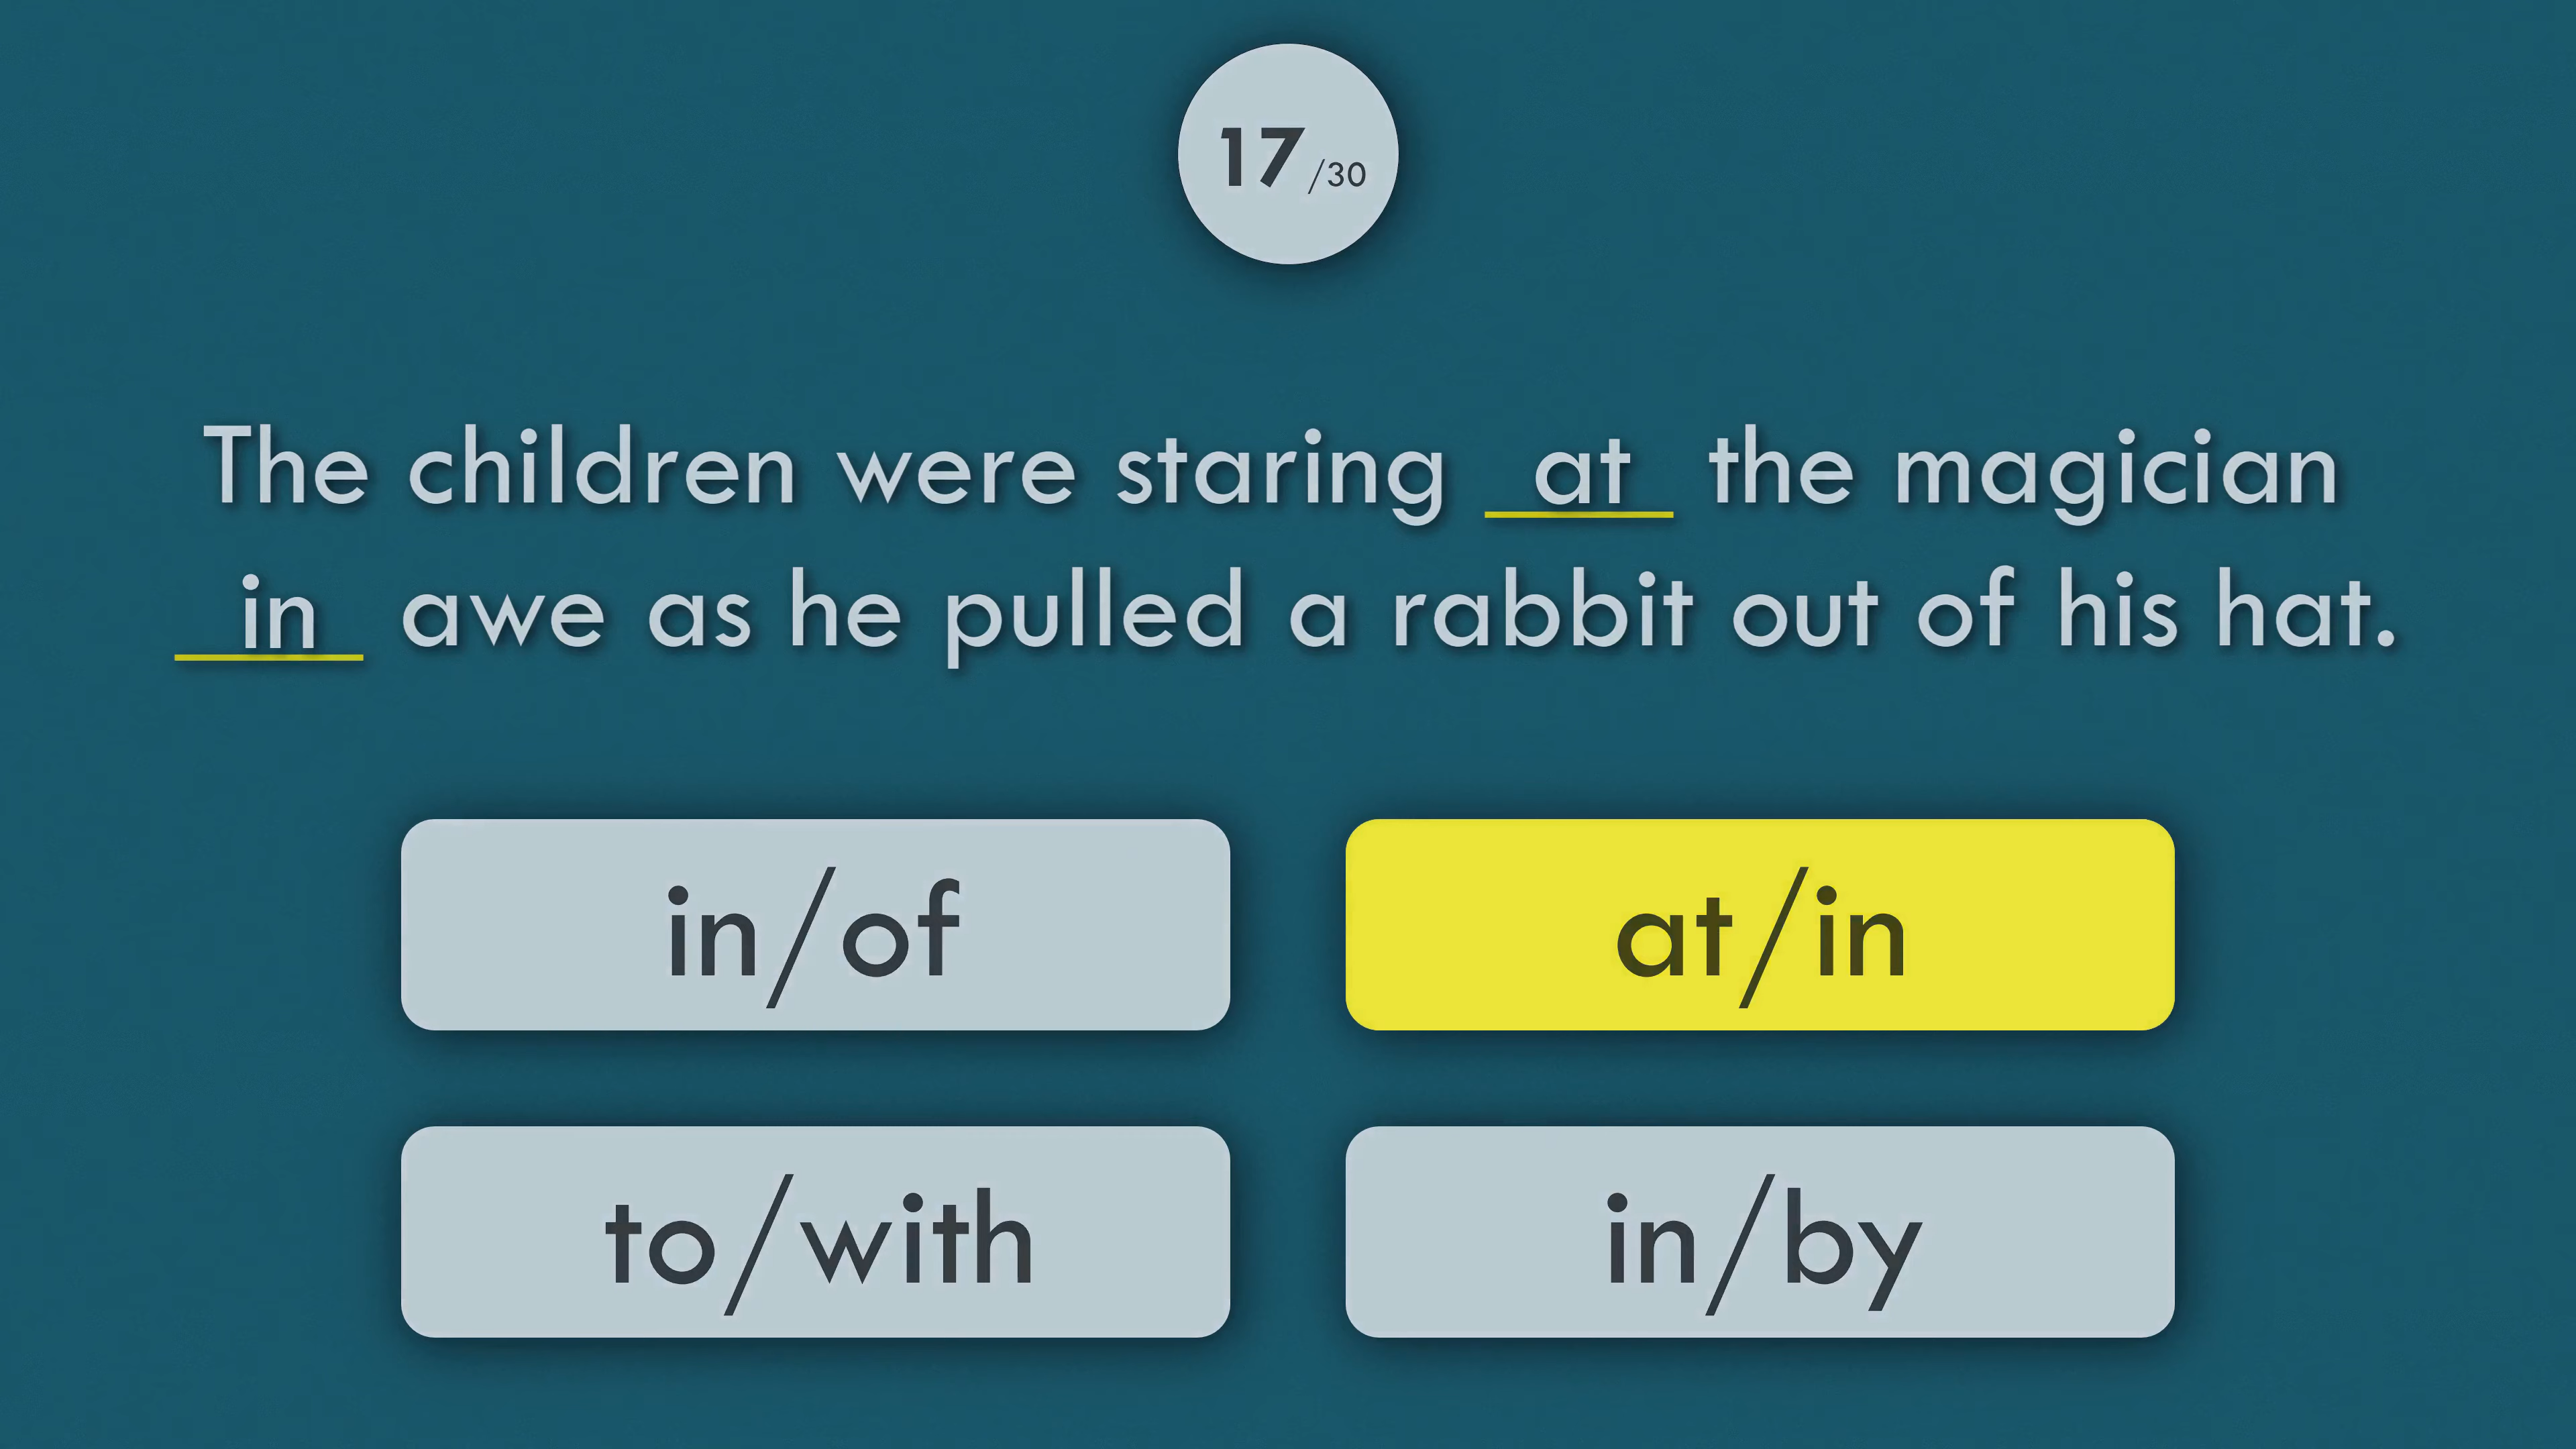 17/30
The children were staring at the magician
in awe as he pulled a rabbit out of his hat.
in/of
at/in
to/with
in/by